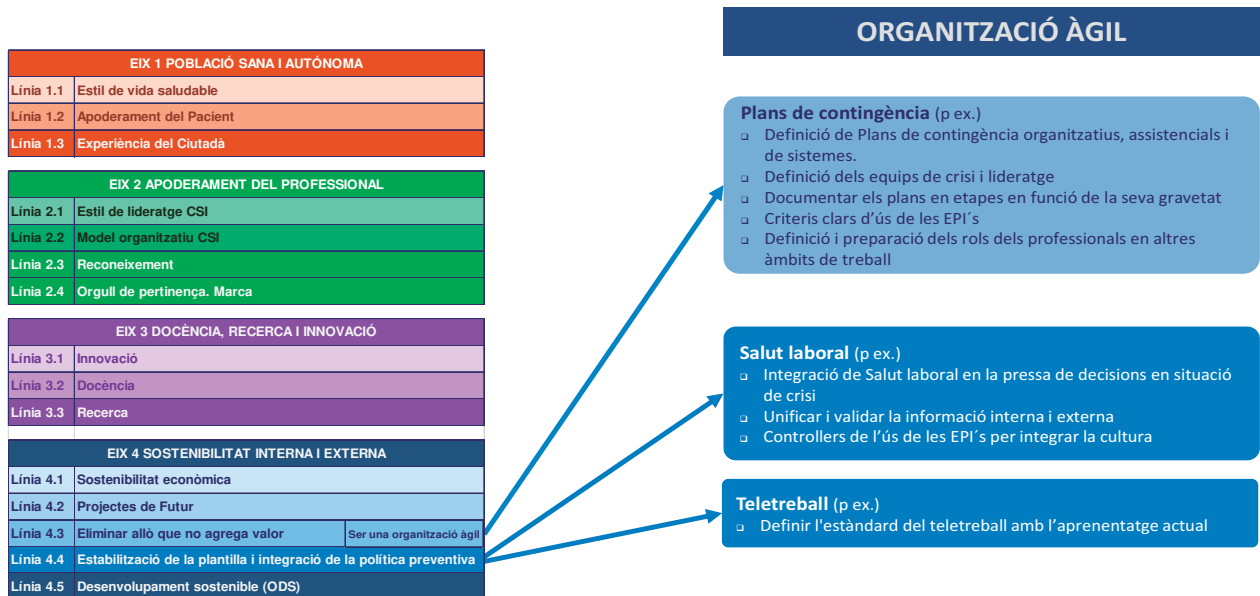 EIX 1 POBLACIÓ SANA I AUTÓNOMA
Línia 1.1 Estil de vida saludable
Línia 1.2 Apoderament del Pacient
Línia 1.3 Experiència del Ciutadà
EIX 2 APODERAMENT DEL PROFESSIONAL
Línia 2.1 Estil de lideratge CSI
Línia 2.2 Model organitzatiu CSI
Línia 2.3 Reconeixement
Línia 2.4 Orgull de pertinença. Marca
EIX 3 DOCÈNCIA, RECERCA I INNOVACIÓ
Línia 3.1 Innovació
Línia 3.2 Docència
Línia 3.3 Recerca
EIX 4 SOSTENIBILITAT INTERNA I EXTERNA
Línia 4.1 Sostenibilitat econòmica
Línia 4.2 Projectes de Futur
Línia 4.3 Eliminar allò que no agrega valor Ser una organització àgil
Línia 4.4 Estabilització de la plantilla i integració de la política preventiva
Línia 4.5 Desenvolupament sostenible (ODS)
ORGANITZACIÓ ÀGIL
Plans de contingència (p ex.)
Definició de Plans de contingència organitzatius, assistencials i
de sistemes.
Definició dels equips de crisi i lideratge
Documentar els plans en etapes en funció de la seva gravetat
Criteris clars d´ús de les EPI´s
Definició i preparació dels rols dels professionals en altres
àmbits de treball
Salut laboral (p ex.)
Integració de Salut laboral en la pressa de decisions en situació
de crisi
Unificar i validar la informació interna i externa
Controllers de l’ús de les EPI´s per integrar la cultura
Teletreball (p ex.)
Definir l'estàndard del teletreball amb l’aprenentatge actual